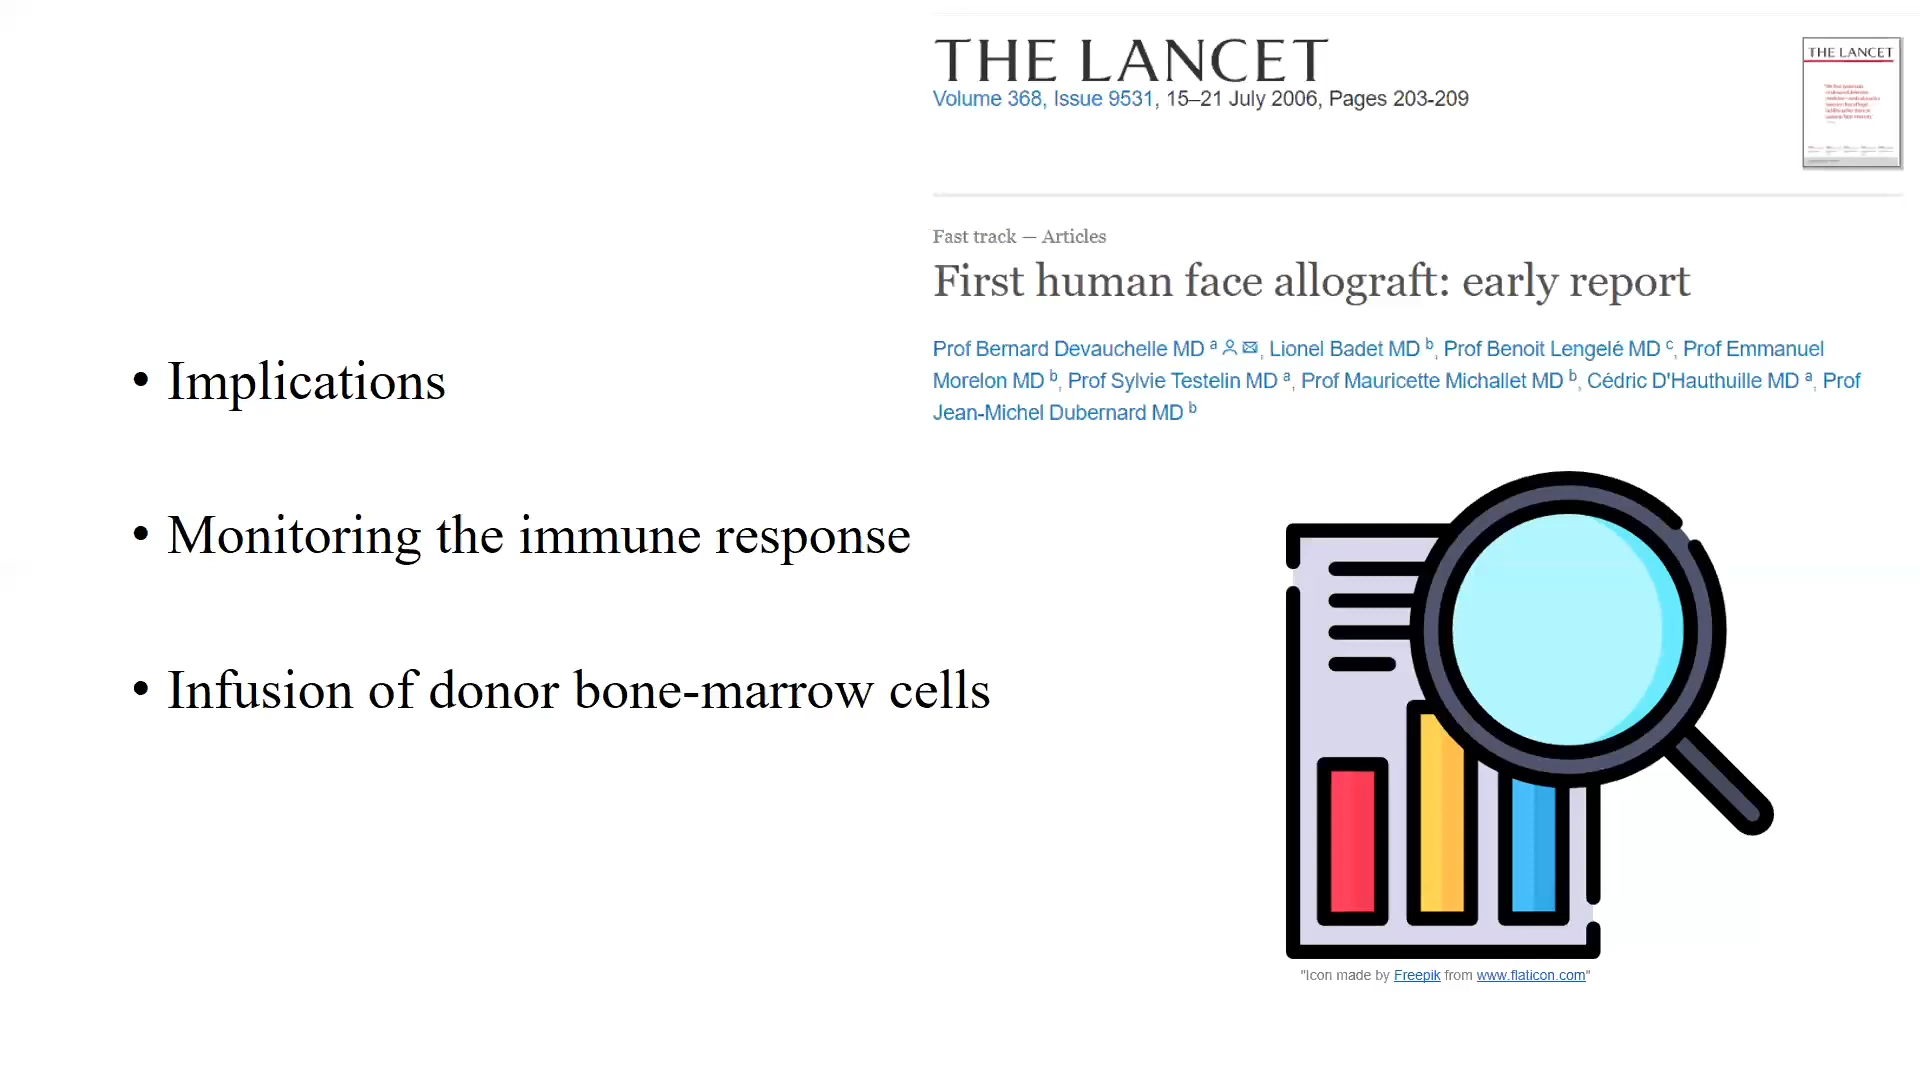 THE LANCET
Volume 368, Issue 9531, 15–21 July 2006, Pages 203-209
THE LANCET
Fast track — Articles
First human face allograft: early report
Prof Bernard Devauchelle MD a, Lionel Badet MD b, Prof Benoit Lengelé MD c, Prof Emmanuel
Morelon MD b, Prof Sylvie Testelin MD a, Prof Mauricette Michallet MD b, Cédric D'Hauthuille MD a, Prof
Jean-Michel Dubernard MD b
• Implications
• Monitoring the immune response
• Infusion of donor bone-marrow cells
"Icon made by Freepik from www.flaticon.com"